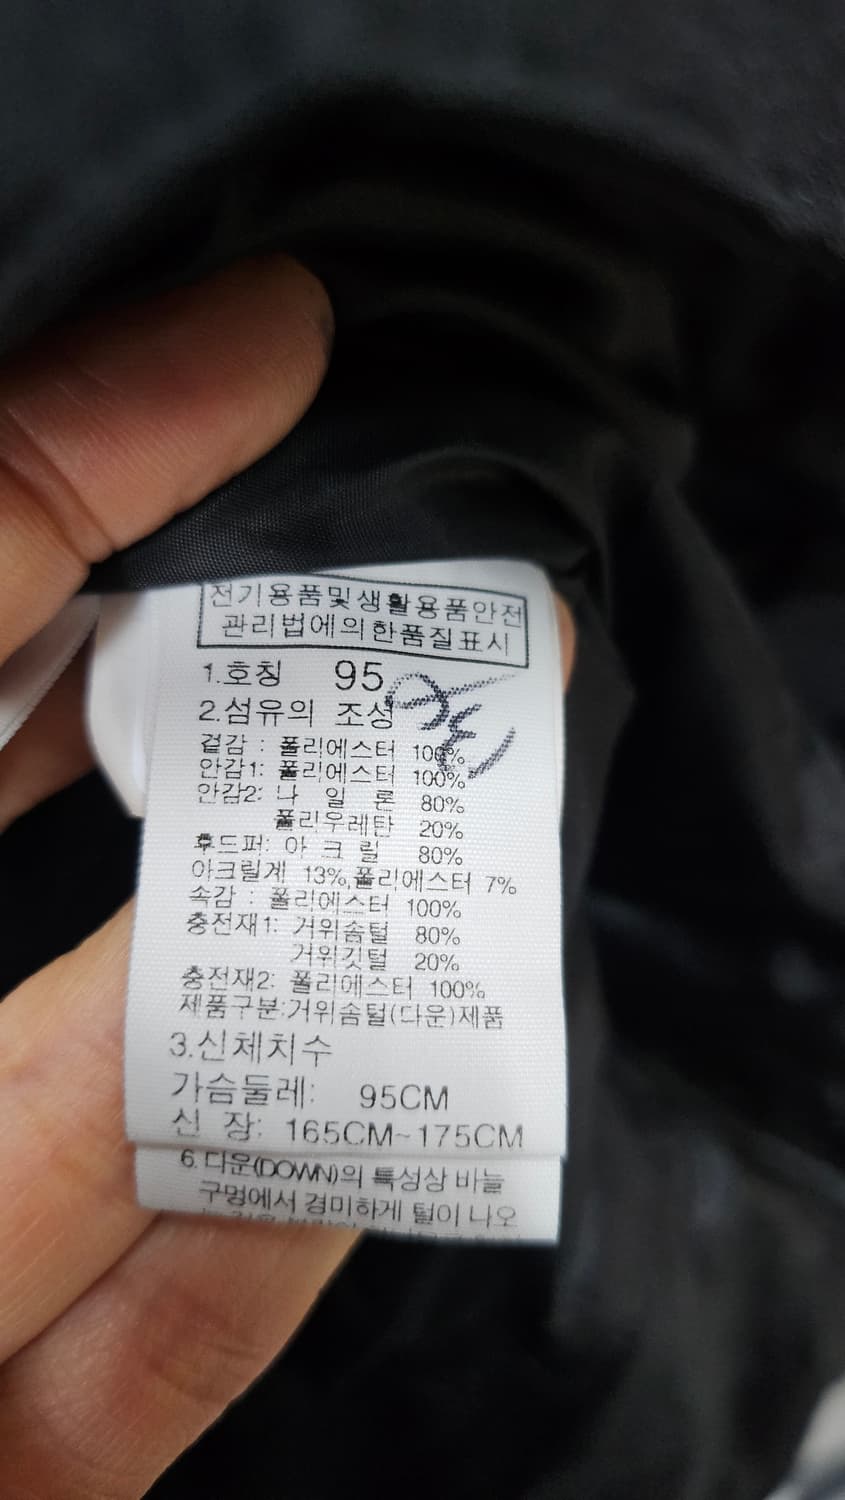 전기용품및생활용품안전
관리법에의한품질표시
1.호칭 95
2.섬유의 조성
겉감 : 폴리에스터 100%
안감1: 폴리에스터 100%
안감2: 나 일 론 80%
폴리우레탄 20%
후드퍼: 아 크 릴 80%
아크릴계 13%,폴리에스터 7%
속감 : 폴리에스터 100%
충전재1: 거위솜털 80%
거위깃털 20%
충전재2: 폴리에스터 100%
제품구분:거위솜털(다운)제품
3.신체치수
가슴둘레: 95CM
신 장: 165CM~175CM
6.다운(DOWN)의 특성상 바늘
구멍에서 경미하게 털이 나오